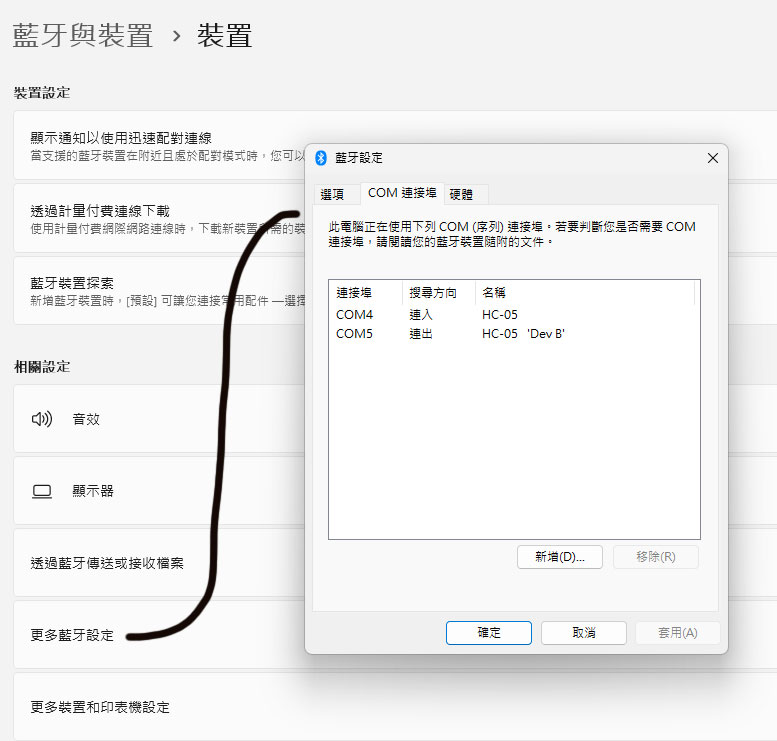 藍牙與裝置 › 裝置
裝置設定
顯示通知以使用迅速配對連線
當支援的藍牙裝置在附近且處於配對模式時，您可以
透過計量付費連線下載
使用計量付費網際網路連線時，下載新裝置所需的裝
藍牙裝置探索
新增藍牙裝置時，[預設] 可讓您連接常用配件 —選擇
相關設定
音效
顯示器
透過藍牙傳送或接收檔案
更多藍牙設定
更多裝置和印表機設定
藍牙設定
選項 COM 連接埠 硬體
此電腦正在使用下列 COM (序列) 連接埠。若要判斷您是否需要 COM
連接埠，請閱讀您的藍牙裝置隨附的文件。
連接埠 搜尋方向 名稱
COM4 連入 HC-05
COM5 連出 HC-05 'Dev B'
新增(D)... 移除(R)
確定 取消 套用(A)